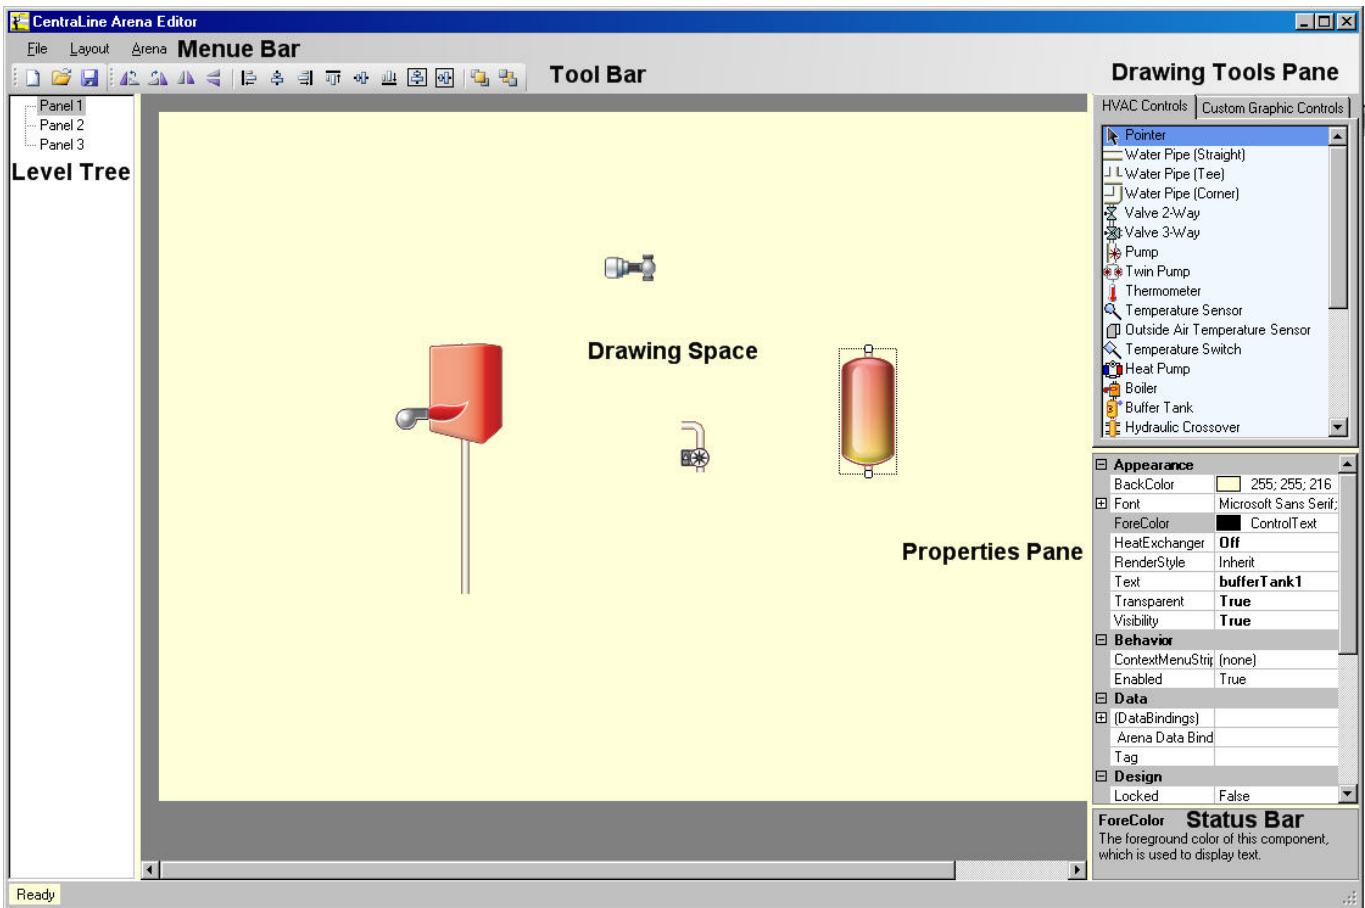 CentraLine Arena Editor
File Layout Arena Menue Bar
Tool Bar
Drawing Tools Pane
Panel 1
Panel 2
Panel 3
Level Tree
Drawing Space
HVAC Controls Custom Graphic Controls
Pointer
Water Pipe (Straight)
Water Pipe (Tee)
Water Pipe (Corner)
Valve 2-Way
Valve 3-Way
Pump
Twin Pump
Thermometer
Temperature Sensor
Outside Air Temperature Sensor
Temperature Switch
Heat Pump
Boiler
Buffer Tank
Hydraulic Crossover
Properties Pane
Appearance
BackColor 255; 255; 216
Font Microsoft Sans Serif;
ForeColor ControlText
HeatExchanger Off
RenderStyle Inherit
Text bufferTank1
Transparent True
Visibility True
Behavior
ContextMenuStrip (none)
Enabled True
Data
(DataBindings)
Arena Data Bind
Tag
Design
Locked False
ForeColor Status Bar
The foreground color of this component,
which is used to display text.
Ready